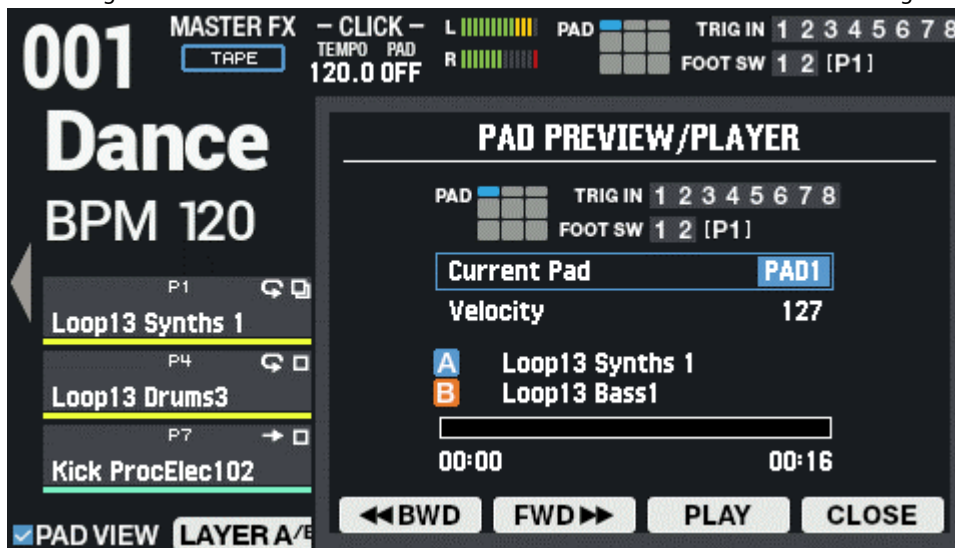 001
MASTER FX
TAPE
– CLICK –
TEMPO PAD
120.0 OFF
L
R
PAD
TRIG IN 1 2 3 4 5 6 7 8
FOOT SW 1 2 [P1]
Dance
BPM 120
P1
Loop13 Synths 1
P4
Loop13 Drums3
P7
Kick ProcElec102
PAD VIEW
LAYER A/B
PAD PREVIEW/PLAYER
PAD
TRIG IN 1 2 3 4 5 6 7 8
FOOT SW 1 2 [P1]
Current Pad PAD1
Velocity 127
A Loop13 Synths 1
B Loop13 Bass1
00:00 00:16
BWD
FWD
PLAY
CLOSE